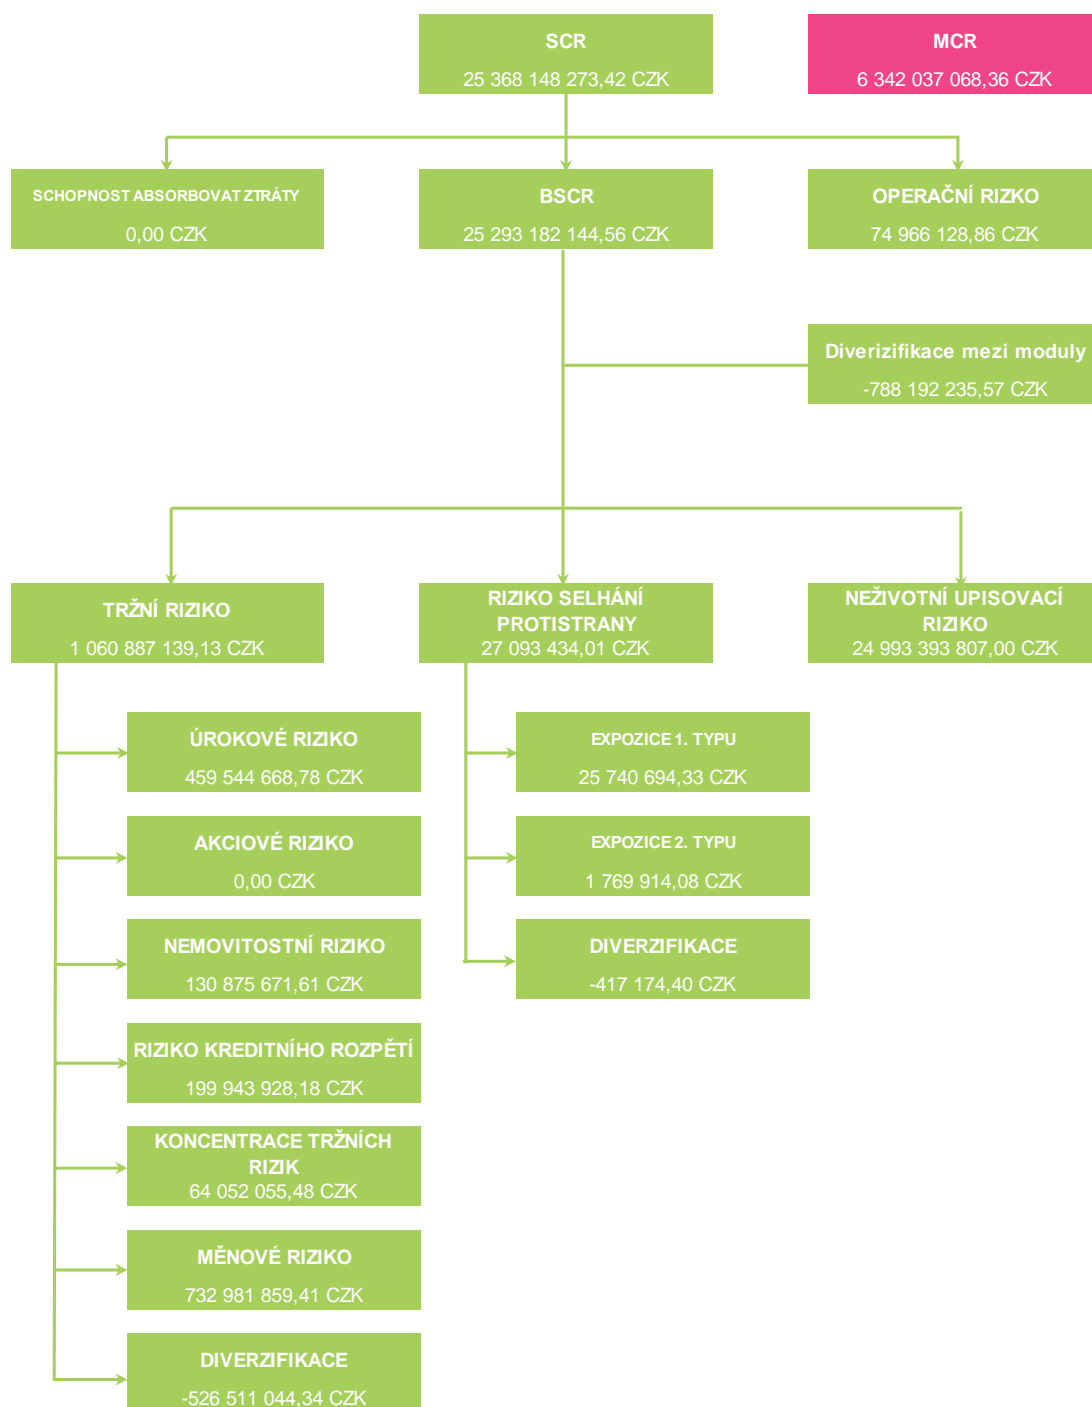 SCR
25 368 148 273,42 CZK
MCR
6 342 037 068,36 CZK
SCHOPNOST ABSORBOVAT ZTRÁTY
0,00 CZK
BSCR
25 293 182 144,56 CZK
OPERAČNÍ RIZKO
74 966 128,86 CZK
Diverizifikace mezi moduly
-788 192 235,57 CZK
TRŽNÍ RIZIKO
1 060 887 139,13 CZK
RIZIKO SELHÁNÍ
PROTISTRANY
27 093 434,01 CZK
NEŽIVOTNÍ UPISOVACÍ
RIZIKO
24 993 393 807,00 CZK
ÚROKOVÉ RIZIKO
459 544 668,78 CZK
EXPOZICE 1. TYPU
25 740 694,33 CZK
AKCIOVÉ RIZIKO
0,00 CZK
EXPOZICE 2. TYPU
1 769 914,08 CZK
NEMOVITOSTNÍ RIZIKO
130 875 671,61 CZK
DIVERZIFIKACE
-417 174,40 CZK
RIZIKO KREDITNÍHO ROZPĚTÍ
199 943 928,18 CZK
KONCENTRACE TRŽNÍCH
RIZIK
64 052 055,48 CZK
MĚNOVÉ RIZIKO
732 981 859,41 CZK
DIVERZIFIKACE
-526 511 044,34 CZK